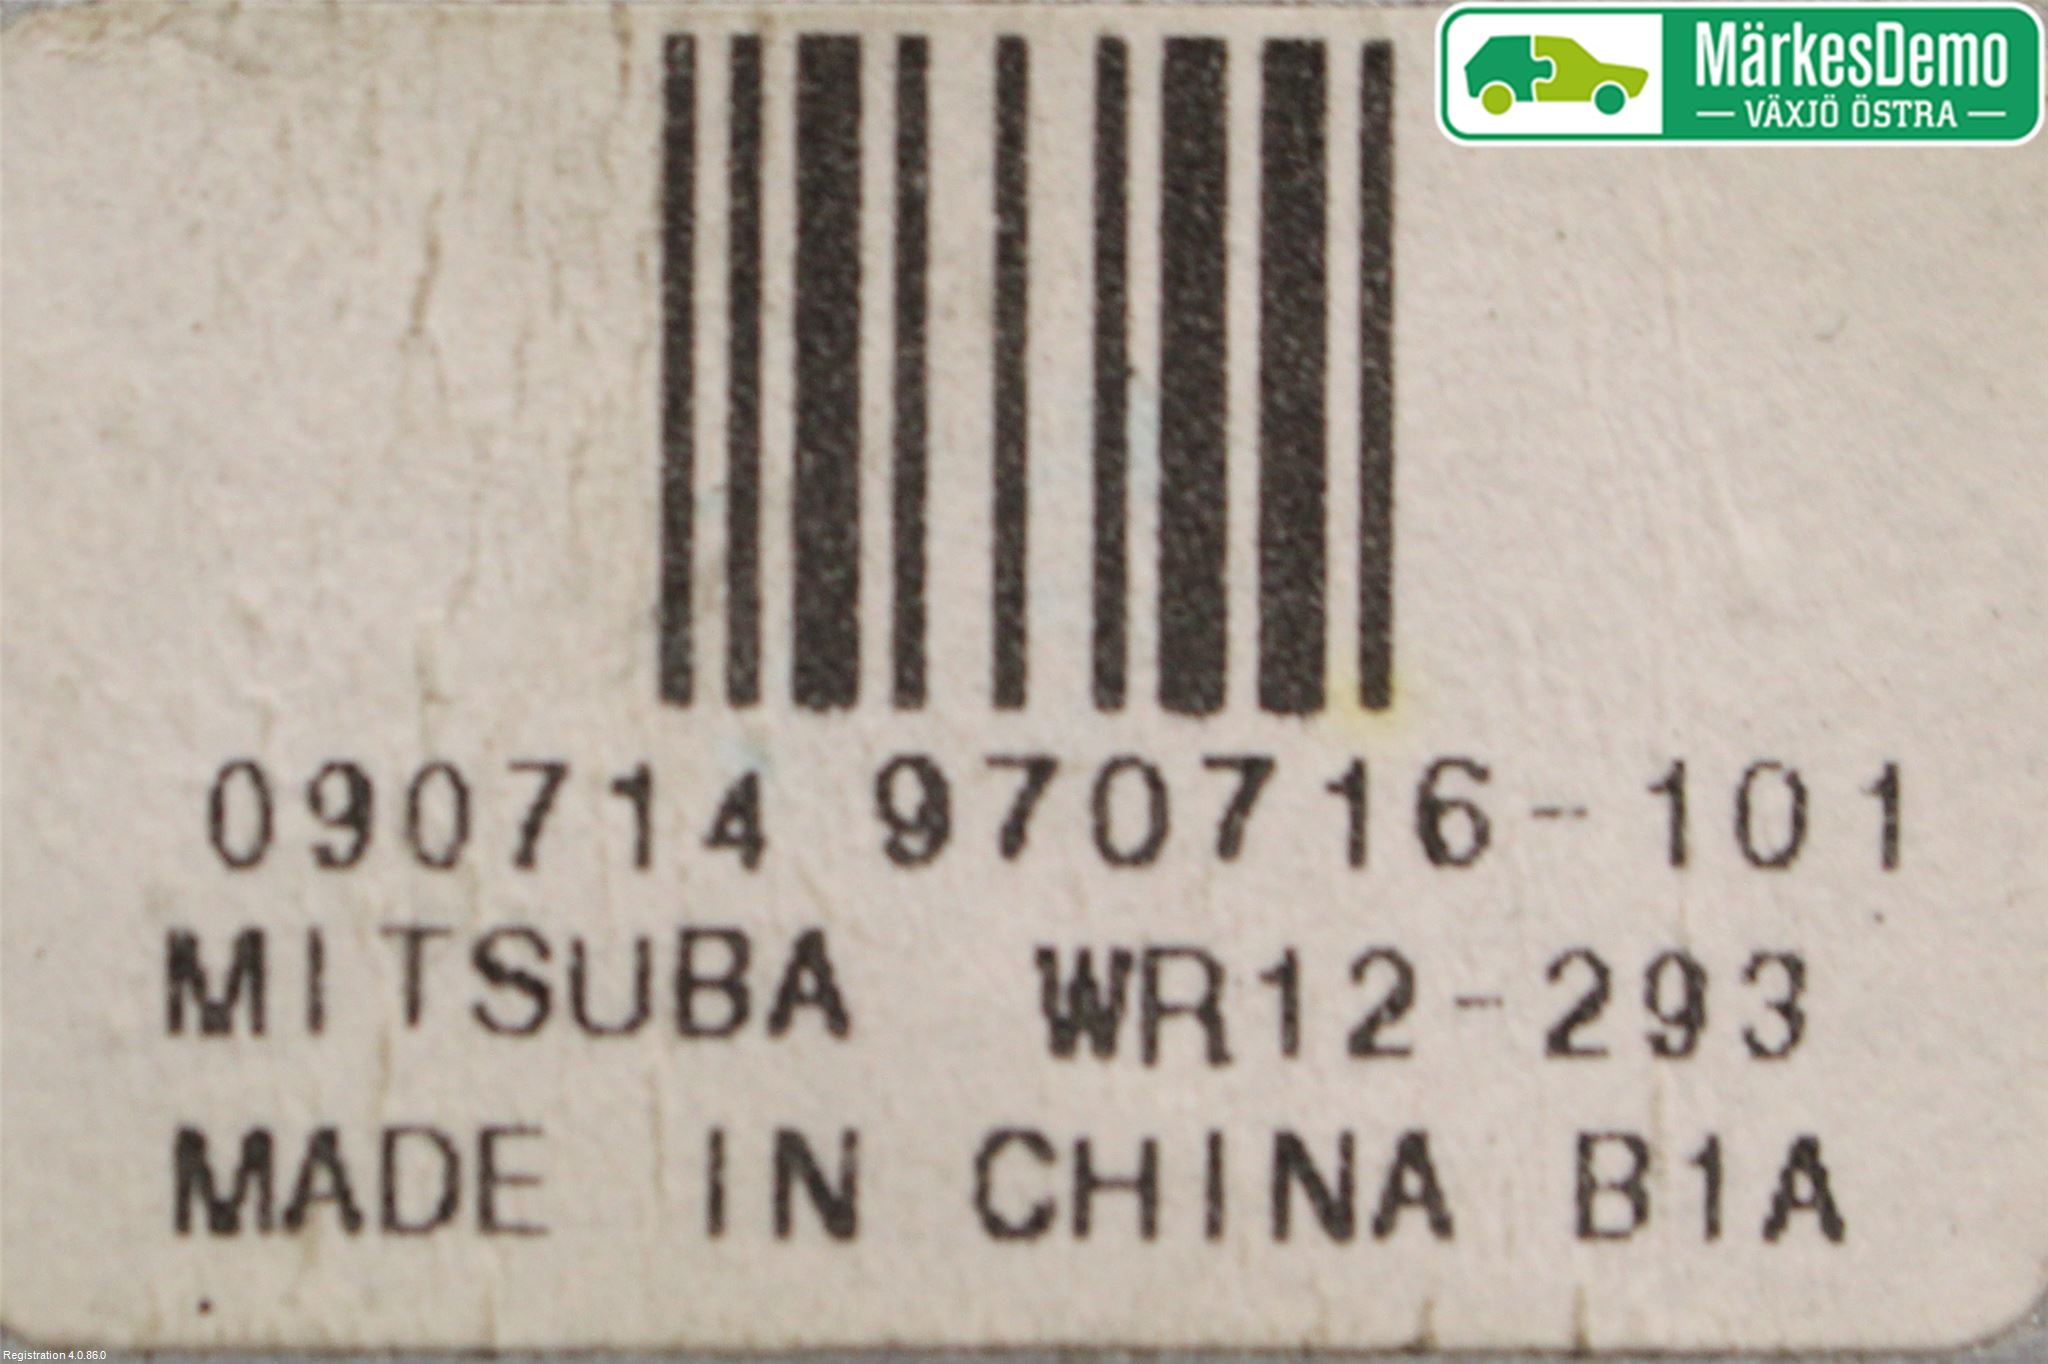 MärkesDemo
— VÄXJÖ ÖSTRA —
090714 970716-101
MITSUBA WR12-293
MADE IN CHINA B1A
Registration 4.0.86.0